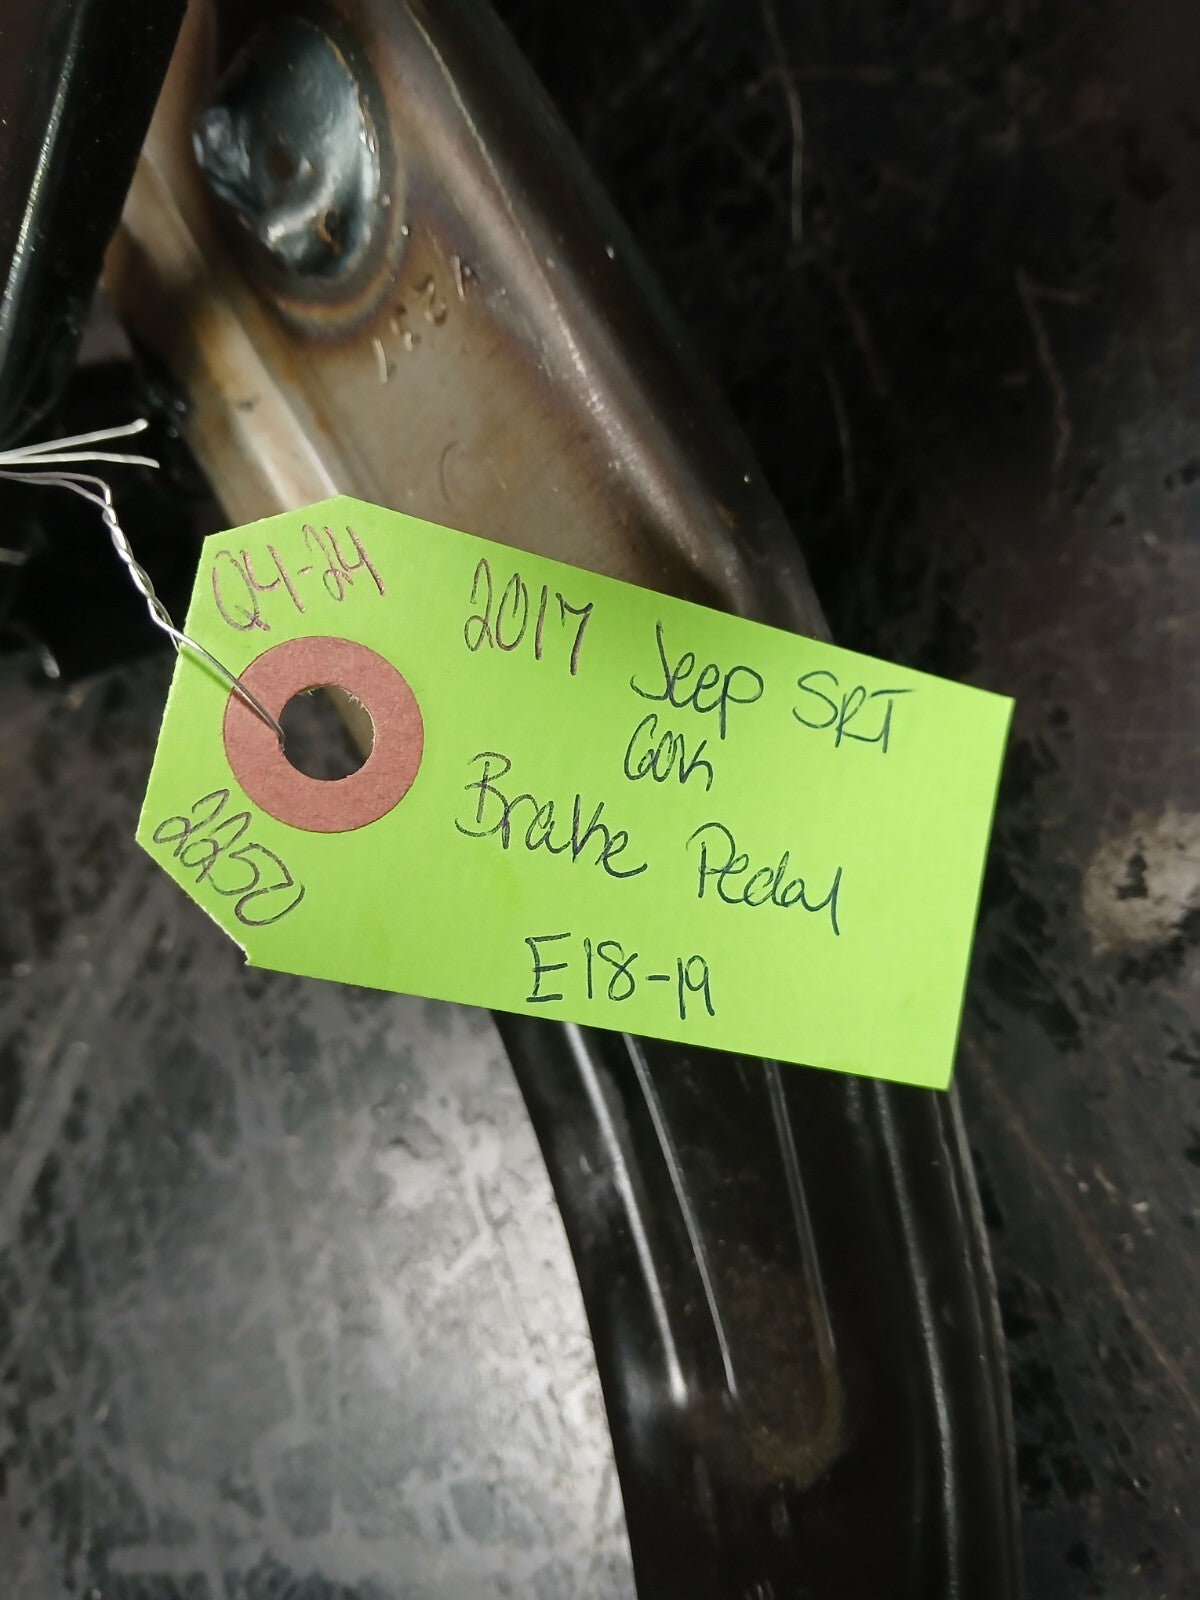 Q4-24
2017 Jeep SRT
60K
Brake Pedal
E18-19
2250